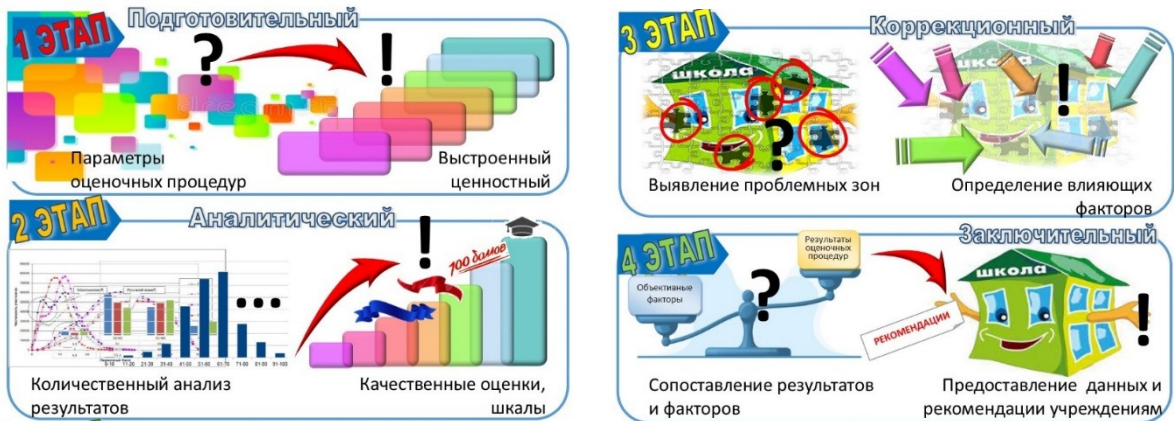 1 ЭТАП
Подготовительный
Параметры
оценочных процедур
Выстроенный
ценностный
2 ЭТАП
Аналитический
100 баллов
Количественный анализ
результатов
Качественные оценки,
шкалы
3 ЭТАП
Коррекционный
школа
школа
Выявление проблемных зон
Определение влияющих
факторов
4 ЭТАП
Заключительный
Объективные
факторы
Результаты
оценочных
процедур
школа
РЕКОМЕНДАЦИИ
Сопоставление результатов
и факторов
Предоставление данных и
рекомендации учреждениям